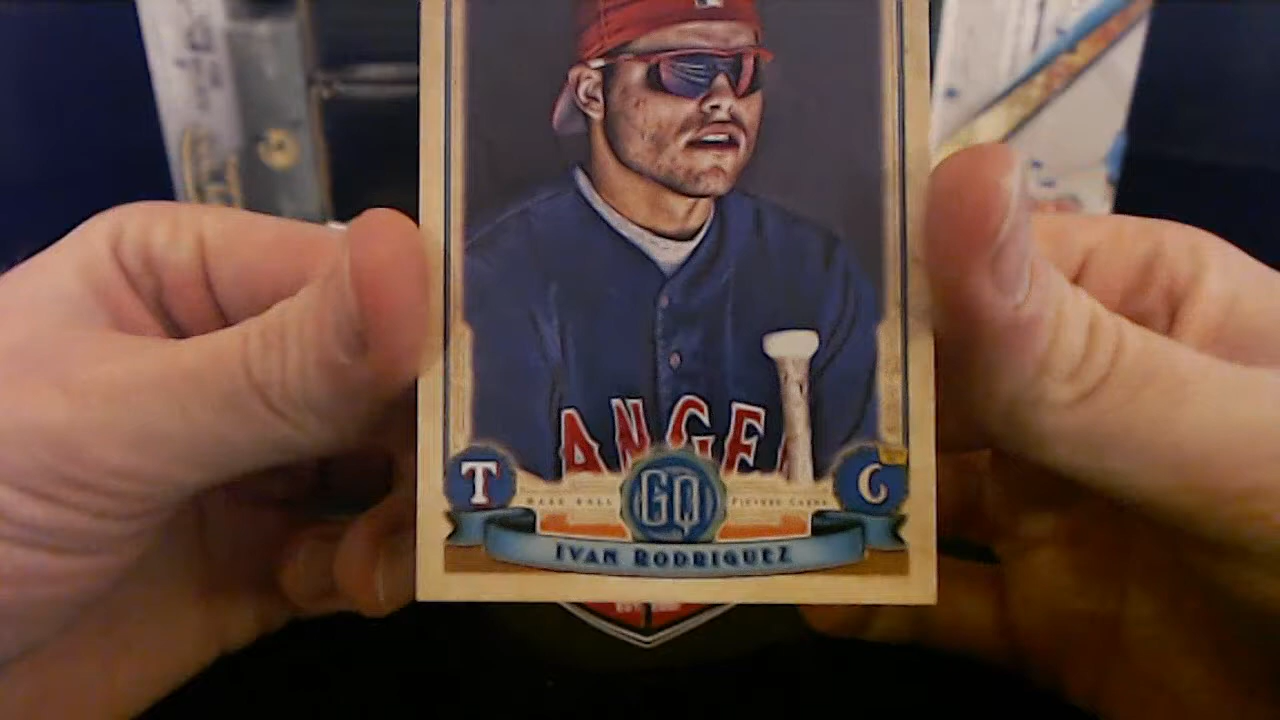 ANGE
T
BASE BALL
GQ
PICTURE CARDS
C
IVAN RODRIGUEZ